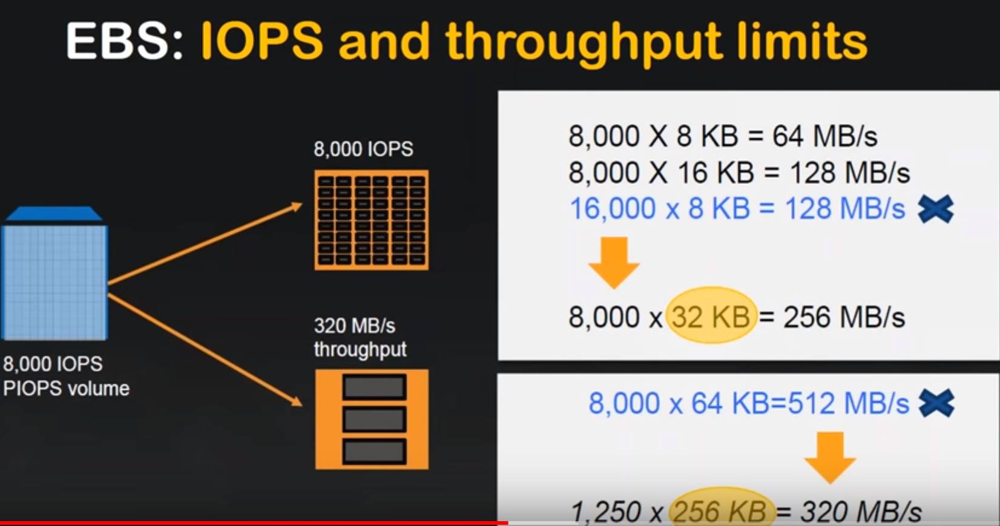 EBS: IOPS and throughput limits
8,000 IOPS
320 MB/s
throughput
8,000 IOPS
PIOPS volume
8,000 X 8 KB = 64 MB/s
8,000 X 16 KB = 128 MB/s
16,000 x 8 KB = 128 MB/s
8,000 x 32 KB = 256 MB/s
8,000 x 64 KB=512 MB/s
1,250 x 256 KB = 320 MB/s